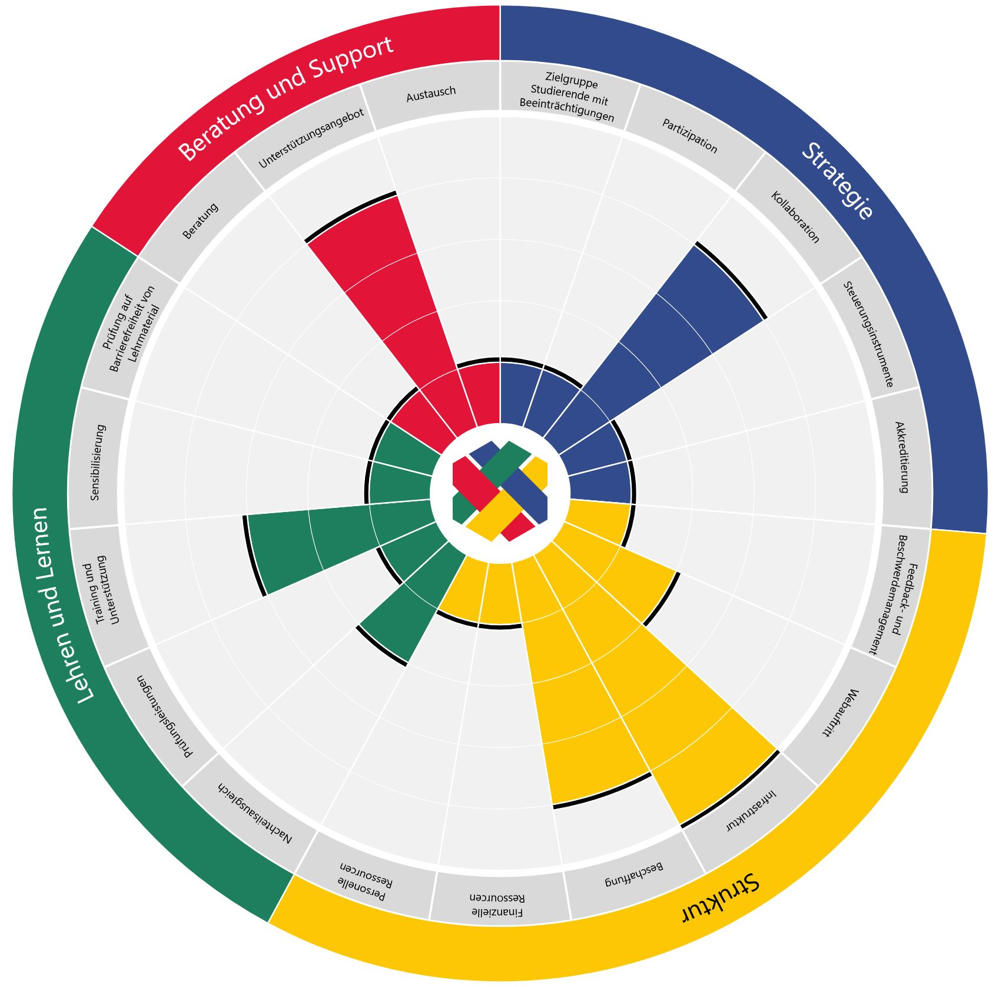 Strategie
Zielgruppe
Studierende mit
Beeinträchtigungen
Partizipation
Kollaboration
Steuerungsinstrumente
Akkreditierung
Struktur
Feedback- und
Beschwerdemanagement
Webauftritt
Infrastruktur
Beschaffung
Finanzielle
Ressourcen
Personelle
Ressourcen
Lehren und Lernen
Nachteilsausgleich
Prüfungsleistungen
Training und
Unterstützung
Sensibilisierung
Prüfung auf
Barrierefreiheit von
Lehrmaterial
Beratung und Support
Beratung
Unterstützungsangebot
Austausch